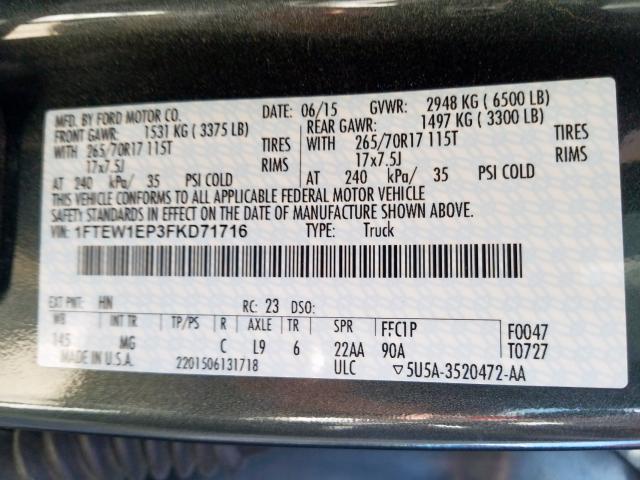 MFD. BY FORD MOTOR CO.
DATE: 06/15 GVWR: 2948 KG ( 6500 LB)
FRONT GAWR: 1531 KG ( 3375 LB)
REAR GAWR: 1497 KG ( 3300 LB)
WITH 265/70R17 115T TIRES
WITH 265/70R17 115T TIRES
17x7.5J RIMS
17x7.5J RIMS
AT 240 kPa/ 35 PSI COLD
AT 240 kPa/ 35 PSI COLD
THIS VEHICLE CONFORMS TO ALL APPLICABLE FEDERAL MOTOR VEHICLE
SAFETY STANDARDS IN EFFECT ON THE DATE OF MANUFACTURE SHOWN ABOVE.
VIN: 1FTEW1EP3FKD71716 TYPE: Truck
EXT PNT: HN RC: 23 DSO:
WB INT TR TP/PS R AXLE TR SPR FFC1P F0047
145 MG C L9 6 22AA 90A T0727
MADE IN U.S.A. 2201506131718 ULC ▽5U5A-3520472-AA